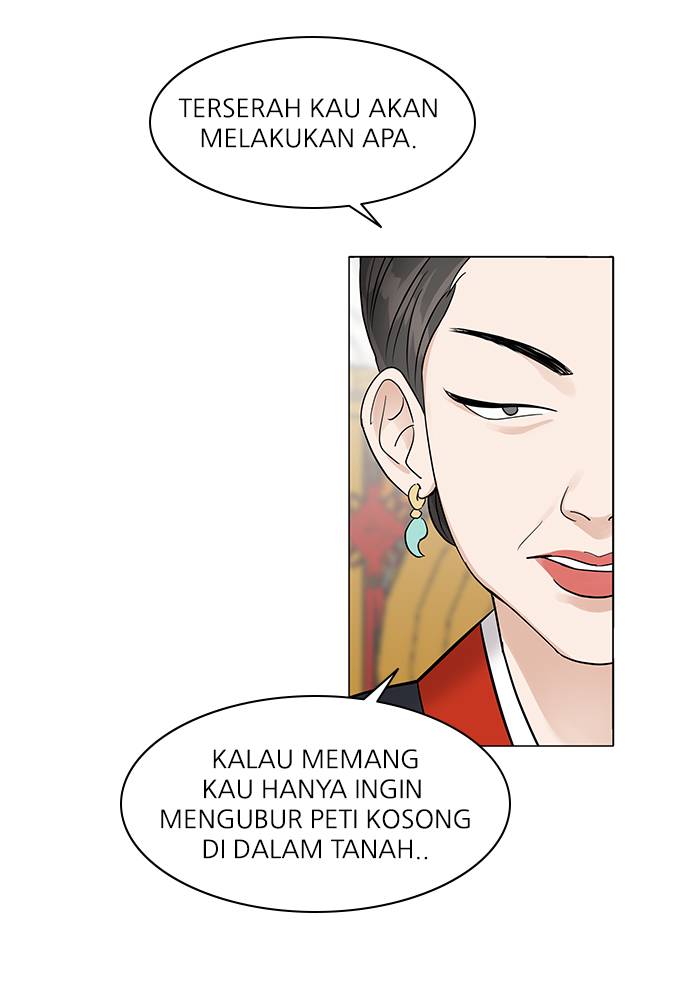 TERSERAH KAU AKAN
MELAKUKAN APA.
KALAU MEMANG
KAU HANYA INGIN
MENGUBUR PETI KOSONG
DI DALAM TANAH..